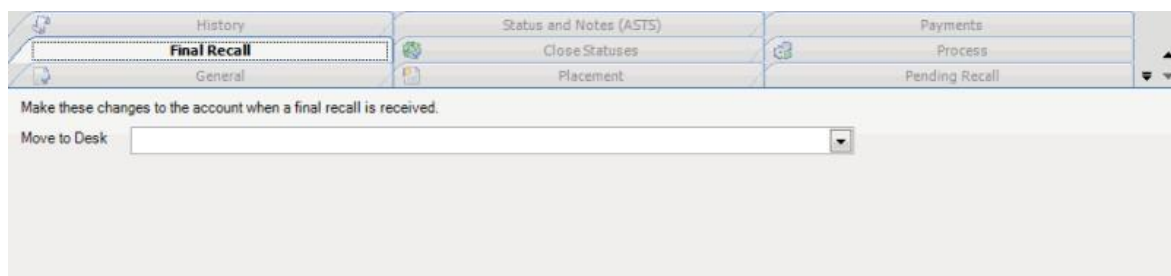 History Status and Notes (ASTS) Payments
Final Recall Close Statuses Process
General Placement Pending Recall
Make these changes to the account when a final recall is received.
Move to Desk